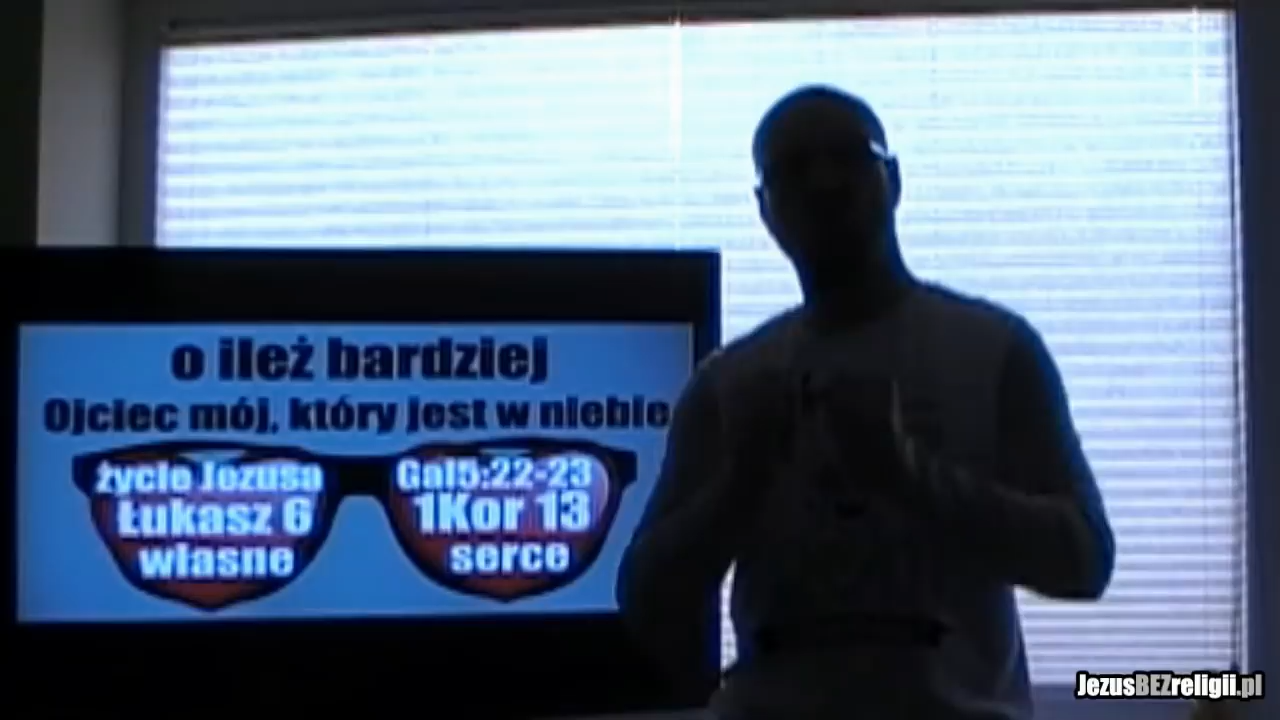 o ileż bardziej
Ojciec mój, który jest w niebie
życie Jezusa
Łukasz 6
własne
Gal5:22-23
1Kor 13
serce
JezusBEZreligii.pl